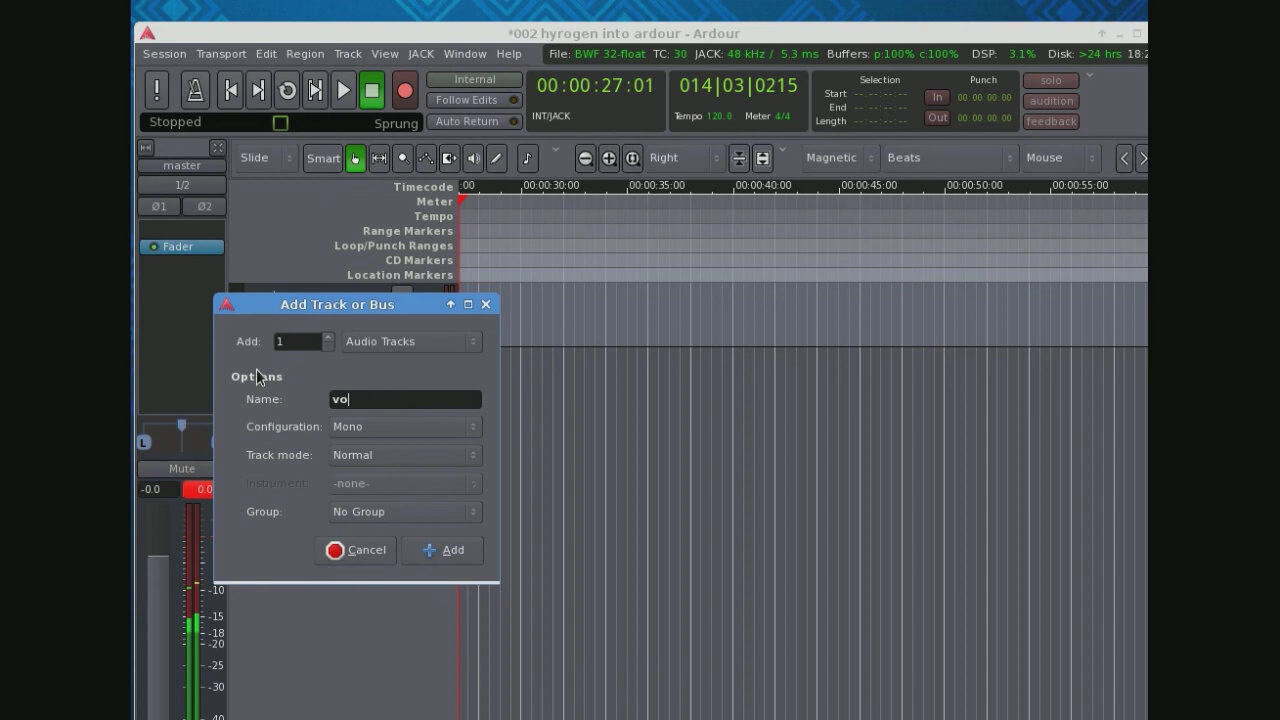 *002 hyrogen into ardour - Ardour
Session Transport Edit Region Track View JACK Window Help File: BWF 32-float TC: 30 JACK: 48 kHz / 5.3 ms Buffers: p:100% c:100% DSP: 3.1% Disk: >24 hrs 18:2
Internal
Follow Edits
Auto Return
Stopped
Sprung
00:00:27:01
INT/JACK
014|03|0215
Tempo 120.0 Meter 4/4
Selection
Start --:--:--:--
End --:--:--:--
Length --:--:--:--
Punch
In 00:00:00:00
Out 00:00:00:00
solo
audition
feedback
master
1/2
Ø1 Ø2
Fader
Slide
Smart
Right
Magnetic
Beats
Mouse
Timecode
:00 00:00:30:00 00:00:35:00 00:00:40:00 00:00:45:00 00:00:50:00 00:00:55:00
Meter
Tempo
Range Markers
Loop/Punch Ranges
CD Markers
Location Markers
Add Track or Bus
Add: 1 Audio Tracks
Options
Name: vo
Configuration: Mono
Track mode: Normal
Instrument: -none-
Group: No Group
Cancel Add
L
Mute
-0.0 0.0
-10
-15
-18
-20
-25
-30
-40